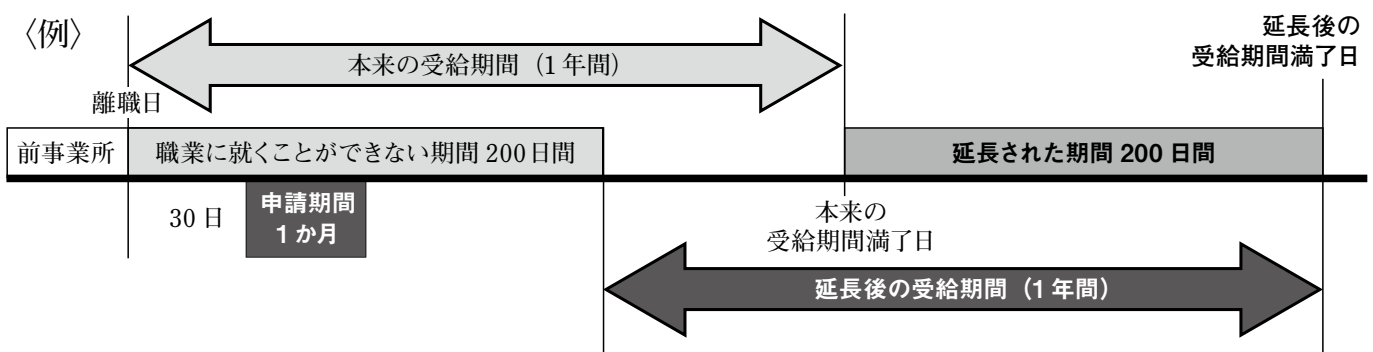 〈例〉
延長後の
受給期間満了日
本来の受給期間（1年間）
離職日
前事業所
職業に就くことができない期間 200日間
延長された期間 200 日間
30 日
申請期間
1 か月
本来の
受給期間満了日
延長後の受給期間（1年間）